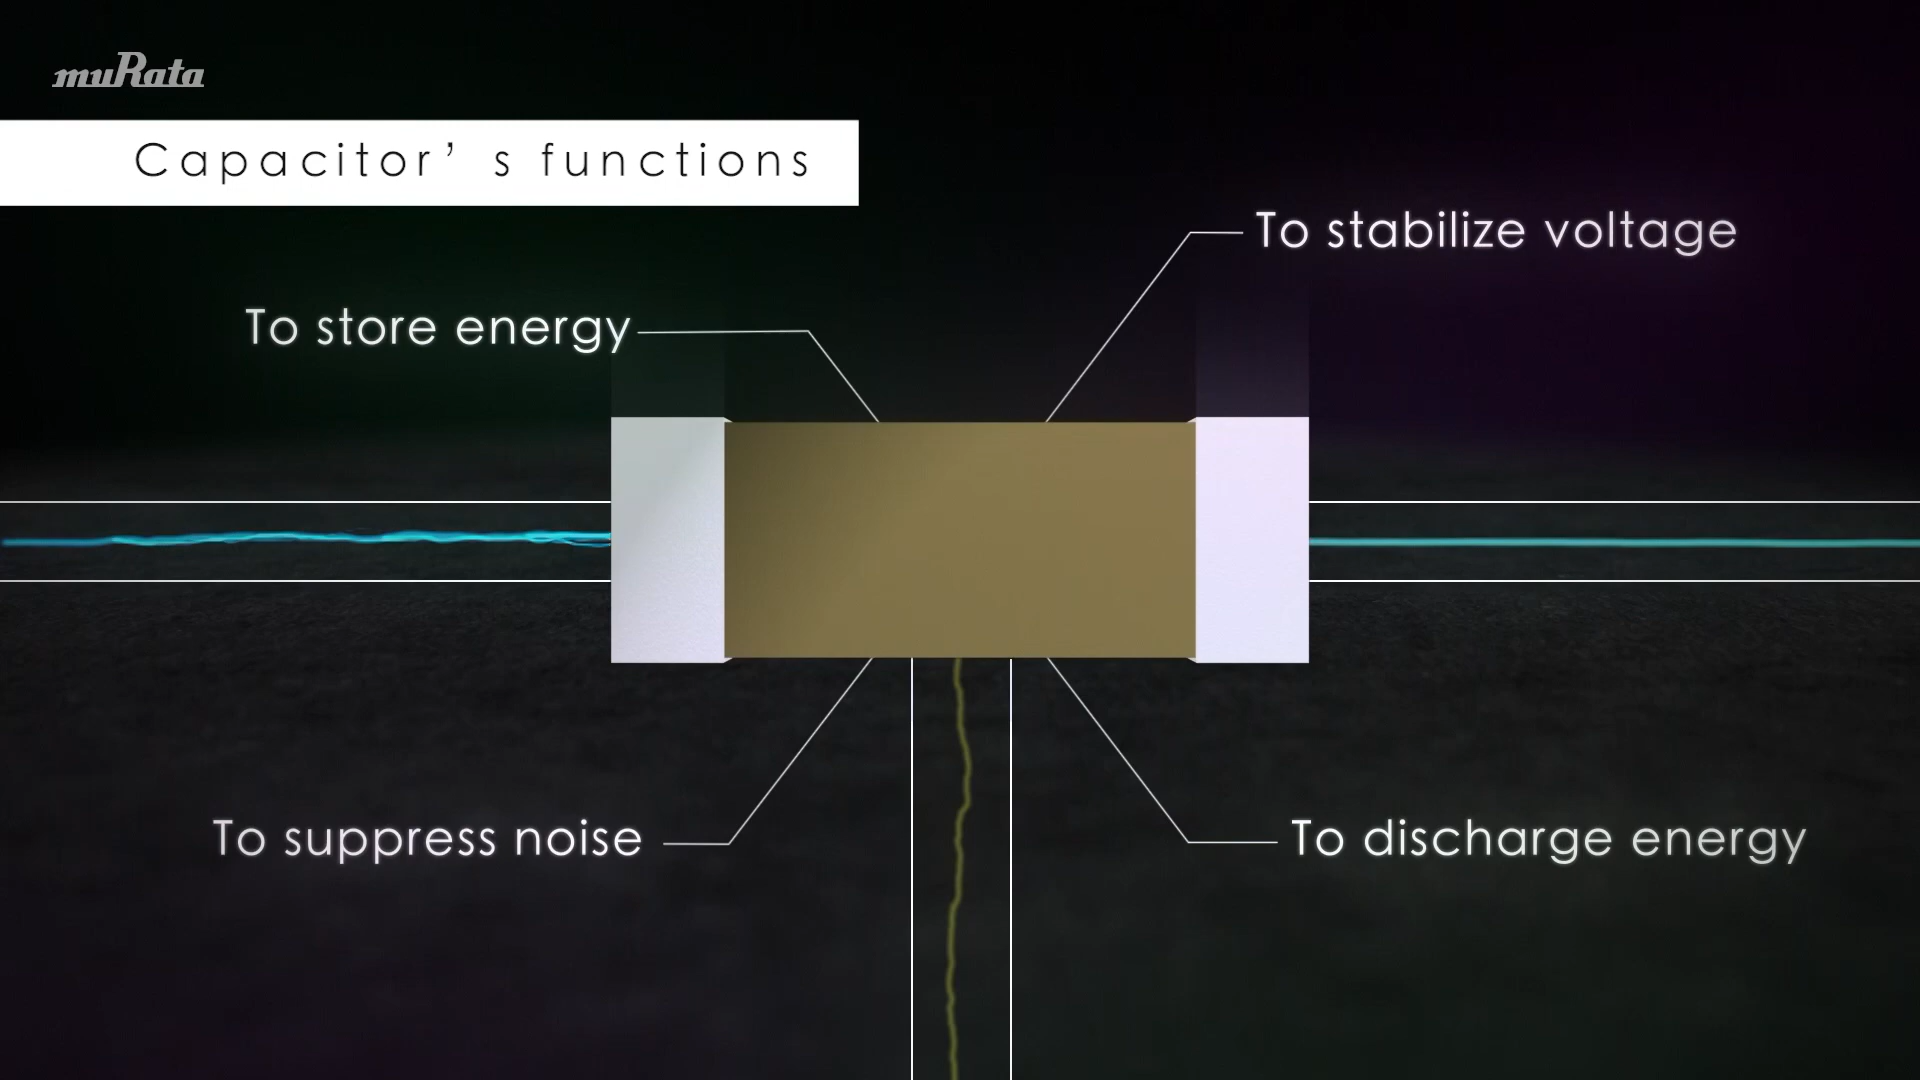 muRata
Capacitor’ s functions
To stabilize voltage
To store energy
To suppress noise
To discharge energy